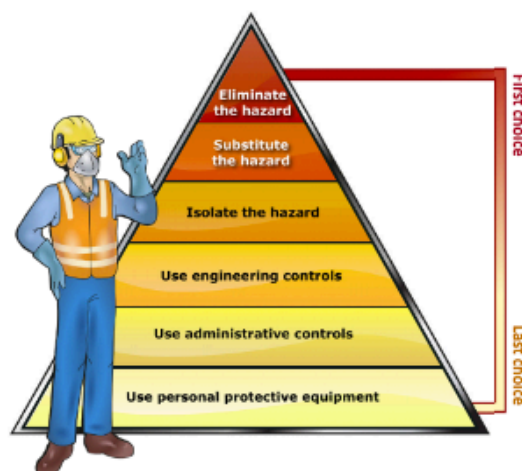 Eliminate
the hazard
Substitute
the hazard
Isolate the hazard
Use engineering controls
Use administrative controls
Use personal protective equipment
First choice
Last choice